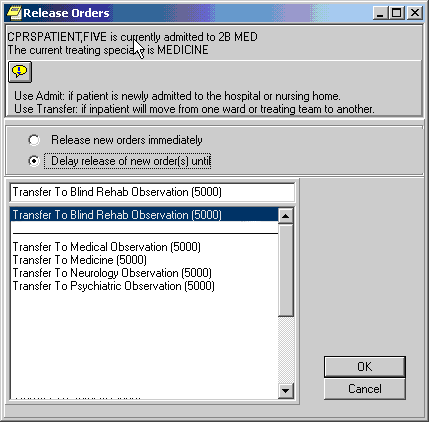 Release Orders
CPRSPATIENT,FIVE is currently admitted to 2B MED
The current treating specialty is MEDICINE
Use Admit: if patient is newly admitted to the hospital or nursing home.
Use Transfer: if inpatient will move from one ward or treating team to another.
Release new orders immediately
Delay release of new order(s) until
Transfer To Blind Rehab Observation (5000)
Transfer To Blind Rehab Observation (5000)
Transfer To Medical Observation (5000)
Transfer To Medicine (5000)
Transfer To Neurology Observation (5000)
Transfer To Psychiatric Observation (5000)
OK
Cancel